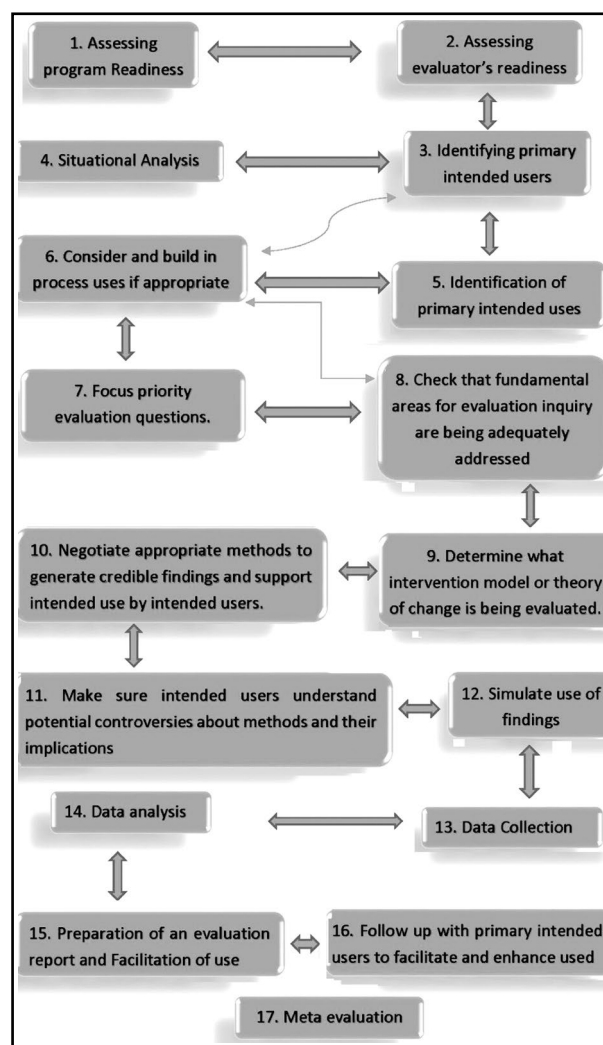 1. Assessing
program Readiness
2. Assessing
evaluator's readiness
3. Identifying primary
intended users
4. Situational Analysis
5. Identification of
primary intended uses
6. Consider and build in
process uses if appropriate
7. Focus priority
evaluation questions.
8. Check that fundamental
areas for evaluation inquiry
are being adequately
addressed
9. Determine what
intervention model or theory
of change is being evaluated.
10. Negotiate appropriate methods to
generate credible findings and support
intended use by intended users.
11. Make sure intended users understand
potential controversies about methods and their
implications
12. Simulate use of
findings
13. Data Collection
14. Data analysis
15. Preparation of an evaluation
report and Facilitation of use
16. Follow up with primary intended
users to facilitate and enhance used
17. Meta evaluation